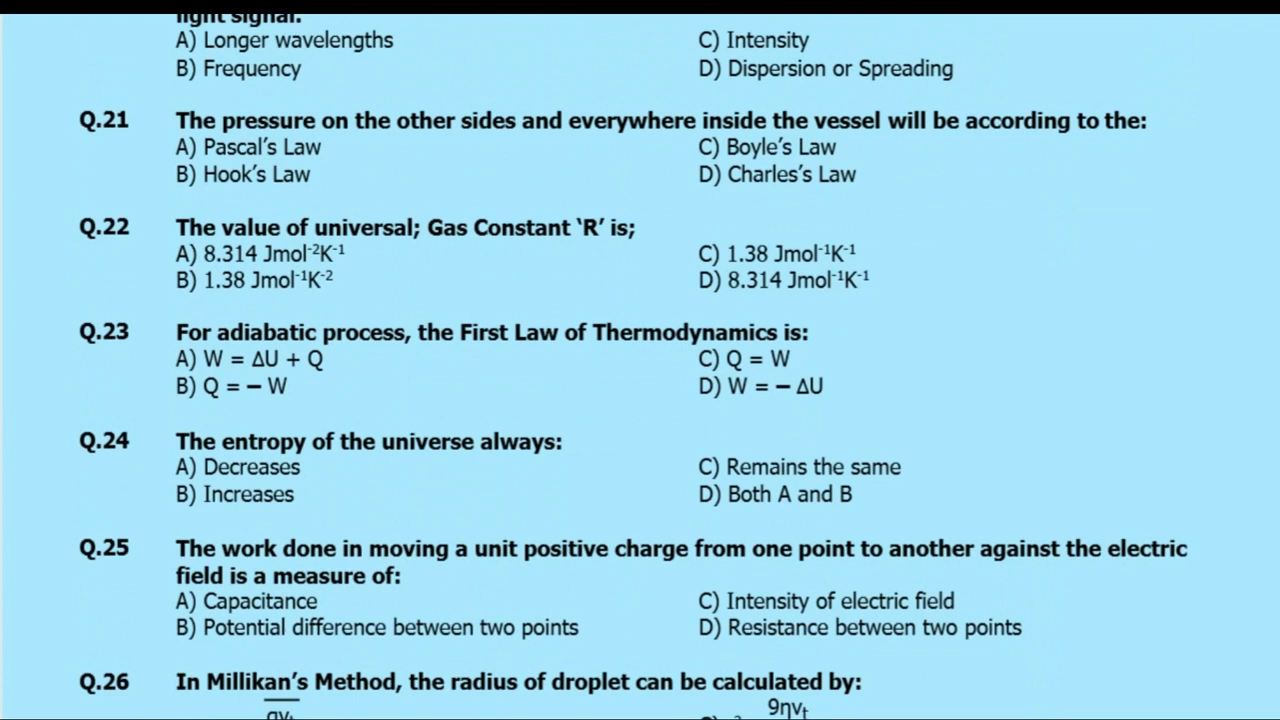 light signal.
A) Longer wavelengths C) Intensity
B) Frequency D) Dispersion or Spreading
Q.21 The pressure on the other sides and everywhere inside the vessel will be according to the:
A) Pascal's Law C) Boyle's Law
B) Hook's Law D) Charles's Law
Q.22 The value of universal; Gas Constant ‘R’ is;
A) 8.314 Jmol⁻²K⁻¹ C) 1.38 Jmol⁻¹K⁻¹
B) 1.38 Jmol⁻¹K⁻² D) 8.314 Jmol⁻¹K⁻¹
Q.23 For adiabatic process, the First Law of Thermodynamics is:
A) W = ΔU + Q C) Q = W
B) Q = – W D) W = – ΔU
Q.24 The entropy of the universe always:
A) Decreases C) Remains the same
B) Increases D) Both A and B
Q.25 The work done in moving a unit positive charge from one point to another against the electric
field is a measure of:
A) Capacitance C) Intensity of electric field
B) Potential difference between two points D) Resistance between two points
Q.26 In Millikan's Method, the radius of droplet can be calculated by:
9ηvₜ